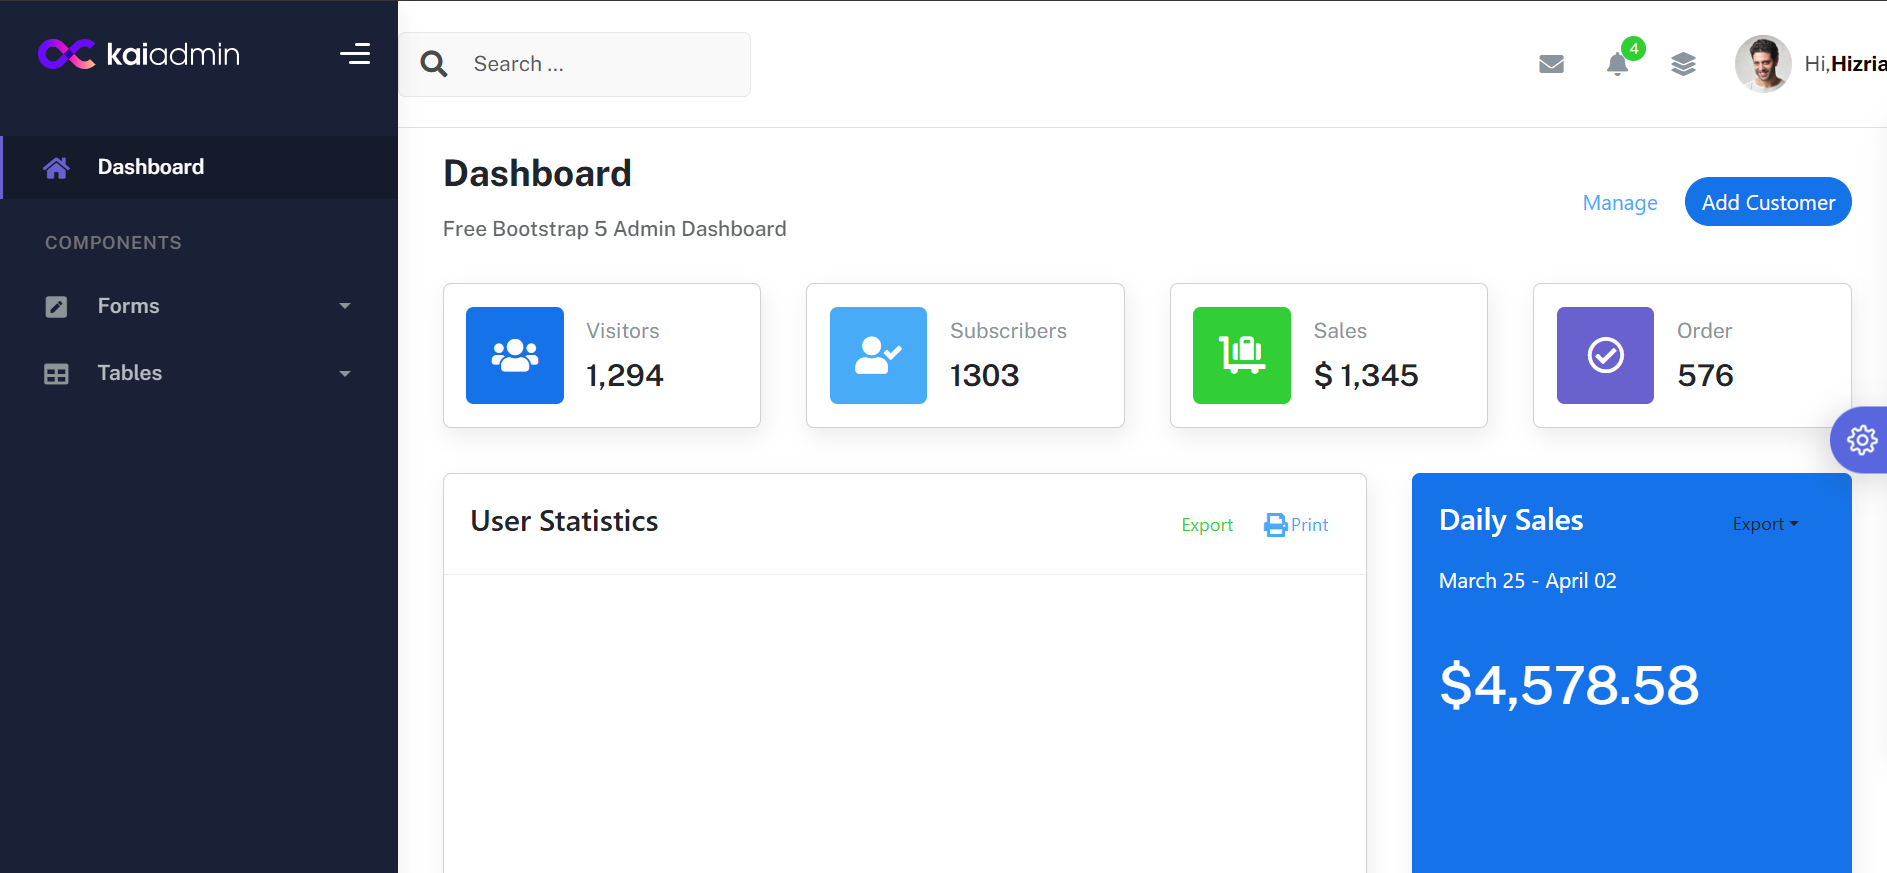 kaiadmin
Search ...
4
Hi,Hizria
Dashboard
COMPONENTS
Forms
Tables
Dashboard
Free Bootstrap 5 Admin Dashboard
Manage
Add Customer
Visitors
1,294
Subscribers
1303
Sales
$ 1,345
Order
576
User Statistics
Export
Print
Daily Sales
Export
March 25 - April 02
$4,578.58